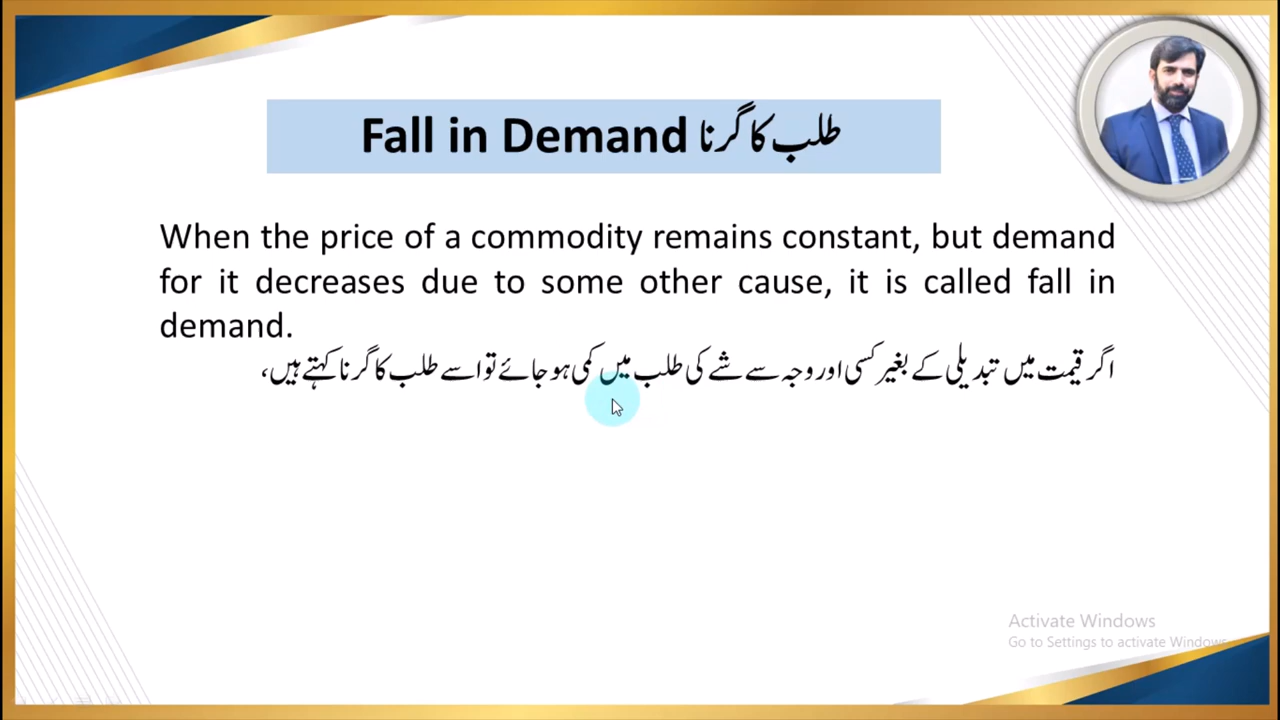 Fall in Demand طلب کا گرنا
When the price of a commodity remains constant, but demand
for it decreases due to some other cause, it is called fall in
demand.
اگر قیمت میں تبدیلی کے بغیر کسی اور وجہ سے شے کی طلب میں کمی ہو جائے تو اسے طلب کا گرنا کہتے ہیں،
Activate Windows
Go to Settings to activate Windows.